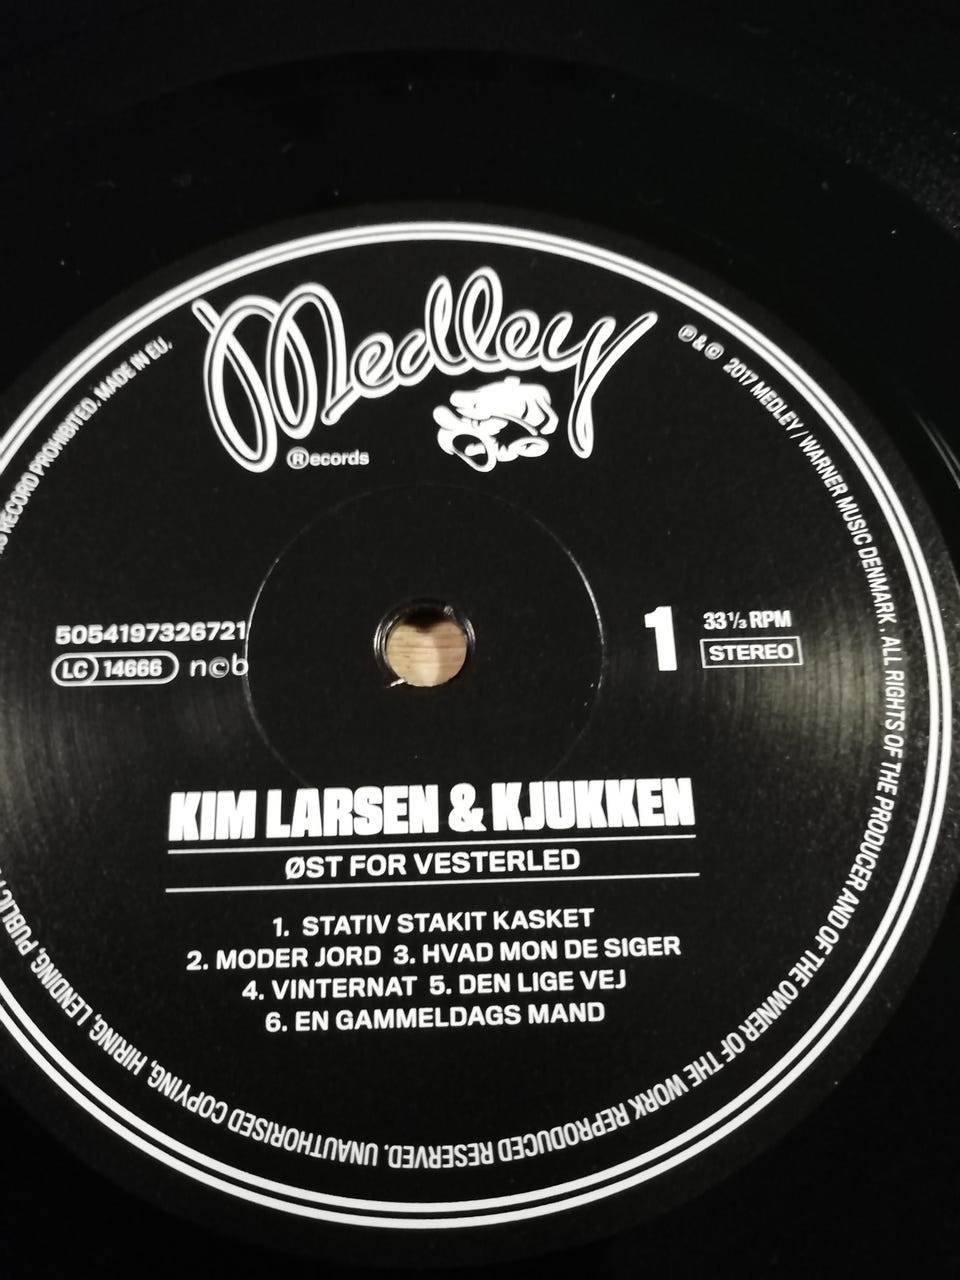 Medley
®ecords
℗ & © 2017 MEDLEY / WARNER MUSIC DENMARK . ALL RIGHTS OF THE PRODUCER AND OF THE OWNER OF THE WORK REPRODUCED RESERVED. UNAUTHORISED COPYING, HIRING, LENDING, PUBLIC
RECORD PROHIBITED. MADE IN EU.
5054197326721
LC 14666 n©b
1 33 ⅓ RPM
STEREO
KIM LARSEN & KJUKKEN
ØST FOR VESTERLED
1. STATIV STAKIT KASKET
2. MODER JORD 3. HVAD MON DE SIGER
4. VINTERNAT 5. DEN LIGE VEJ
6. EN GAMMELDAGS MAND